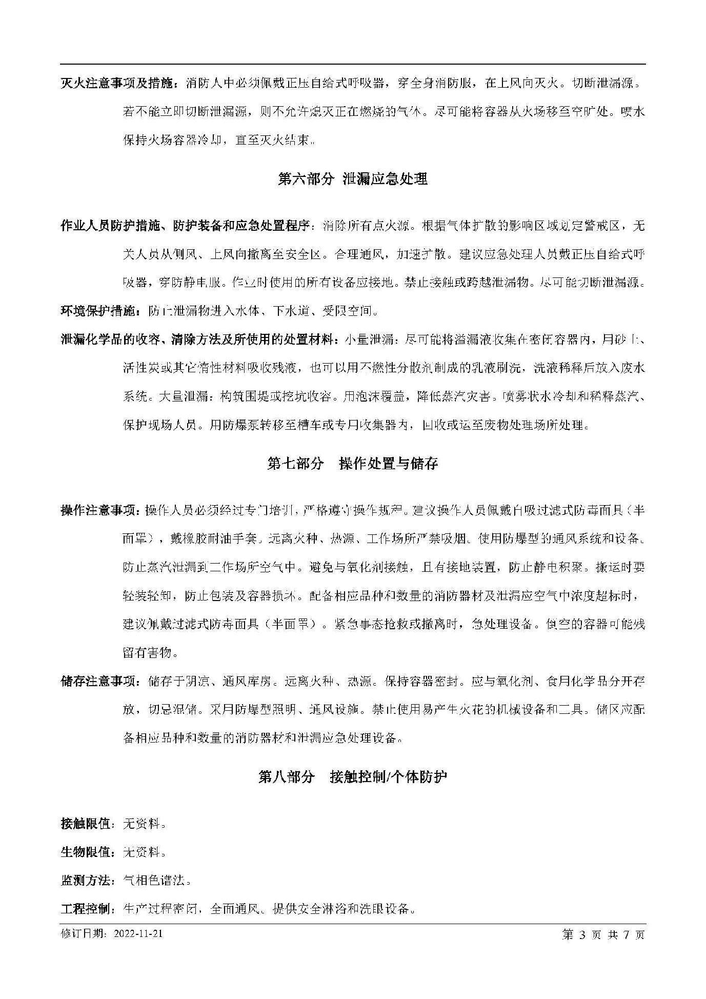 灭火注意事项及措施：消防人中必须佩戴正压自给式呼吸器，穿全身消防服，在上风向灭火。切断泄漏源。
若不能立即切断泄漏源，则不允许熄灭正在燃烧的气体。尽可能将容器从火场移至空旷处。喷水
保持火场容器冷却，直至灭火结束。
第六部分 泄漏应急处理
作业人员防护措施、防护装备和应急处置程序：消除所有点火源。根据气体扩散的影响区域划定警戒区，无
关人员从侧风、上风向撤离至安全区。合理通风，加速扩散。建议应急处理人员戴正压自给式呼
吸器，穿防静电服。作业时使用的所有设备应接地。禁止接触或跨越泄漏物。尽可能切断泄漏源。
环境保护措施：防止泄漏物进入水体、下水道、受限空间。
泄漏化学品的收容、清除方法及所使用的处置材料：小量泄漏：尽可能将溢漏液收集在密闭容器内，用砂土、
活性炭或其它惰性材料吸收残液，也可以用不燃性分散剂制成的乳液刷洗，洗液稀释后放入废水
系统。大量泄漏：构筑围堤或挖坑收容。用泡沫覆盖，降低蒸汽灾害。喷雾状水冷却和稀释蒸汽、
保护现场人员。用防爆泵转移至槽车或专用收集器内，回收或运至废物处理场所处理。
第七部分 操作处置与储存
操作注意事项：操作人员必须经过专门培训，严格遵守操作规程。建议操作人员佩戴自吸过滤式防毒面具（半
面罩），戴橡胶耐油手套。远离火种、热源、工作场所严禁吸烟。使用防爆型的通风系统和设备。
防止蒸汽泄漏到工作场所空气中。避免与氧化剂接触，且有接地装置，防止静电积聚。搬运时要
轻装轻卸，防止包装及容器损坏。配备相应品种和数量的消防器材及泄漏应空气中浓度超标时，
建议佩戴过滤式防毒面具（半面罩）。紧急事态抢救或撤离时，急处理设备。倒空的容器可能残
留有害物。
储存注意事项：储存于阴凉、通风库房。远离火种、热源。保持容器密封。应与氧化剂、食用化学品分开存
放，切忌混储。采用防爆型照明、通风设施。禁止使用易产生火花的机械设备和工具。储区应配
备相应品种和数量的消防器材和泄漏应急处理设备。
第八部分 接触控制/个体防护
接触限值：无资料。
生物限值：无资料。
监测方法：气相色谱法。
工程控制：生产过程密闭，全面通风。提供安全淋浴和洗眼设备。
修订日期：2022-11-21 第 3 页 共 7 页